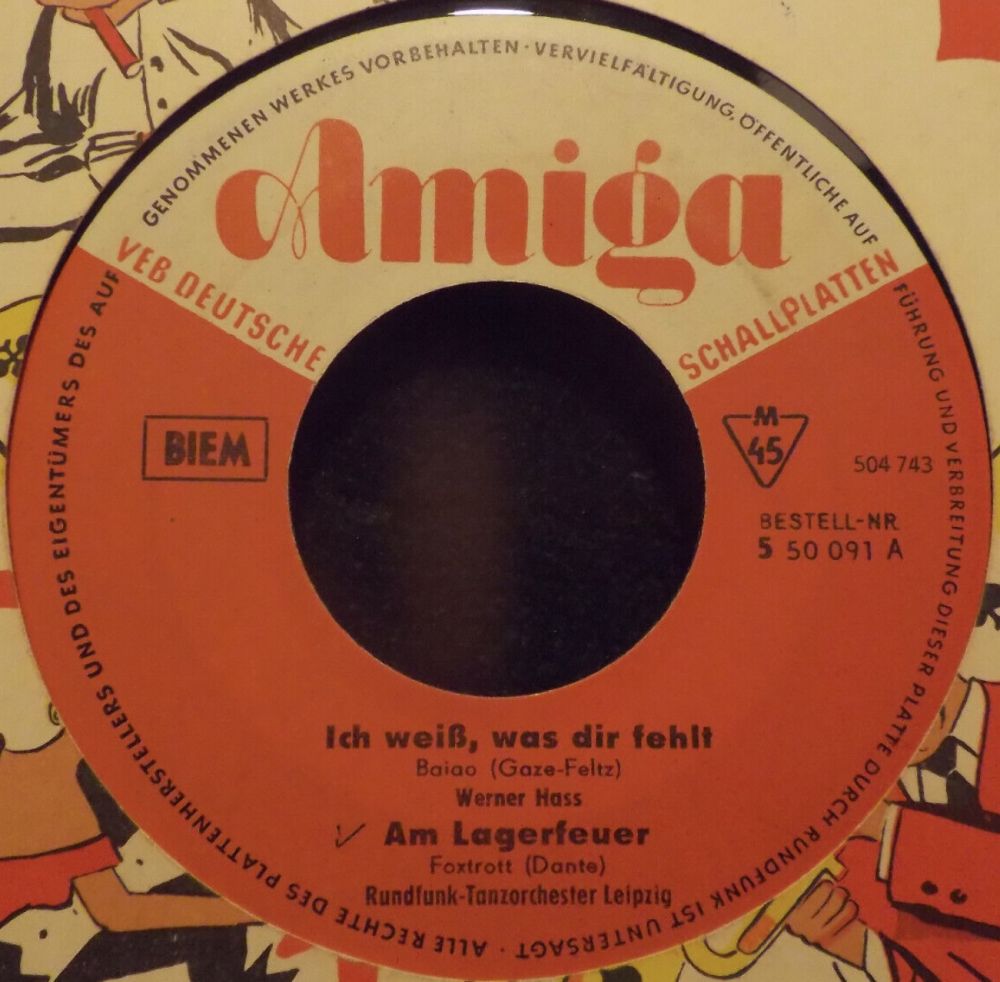 ALLE RECHTE DES PLATTENHERSTELLERS UND DES EIGENTÜMERS DES AUF
GENOMMENEN WERKES VORBEHALTEN · VERVIELFÄLTIGUNG, ÖFFENTLICHE AUF
FÜHRUNG UND VERBREITUNG DIESER PLATTE DURCH RUNDFUNK IST UNTERSAGT ·
Amiga
VEB DEUTSCHE SCHALLPLATTEN
BIEM
M
45
504 743
BESTELL-NR
5 50 091 A
Ich weiß, was dir fehlt
Baiao (Gaze-Feltz)
Werner Hass
✓ Am Lagerfeuer
Foxtrott (Dante)
Rundfunk-Tanzorchester Leipzig